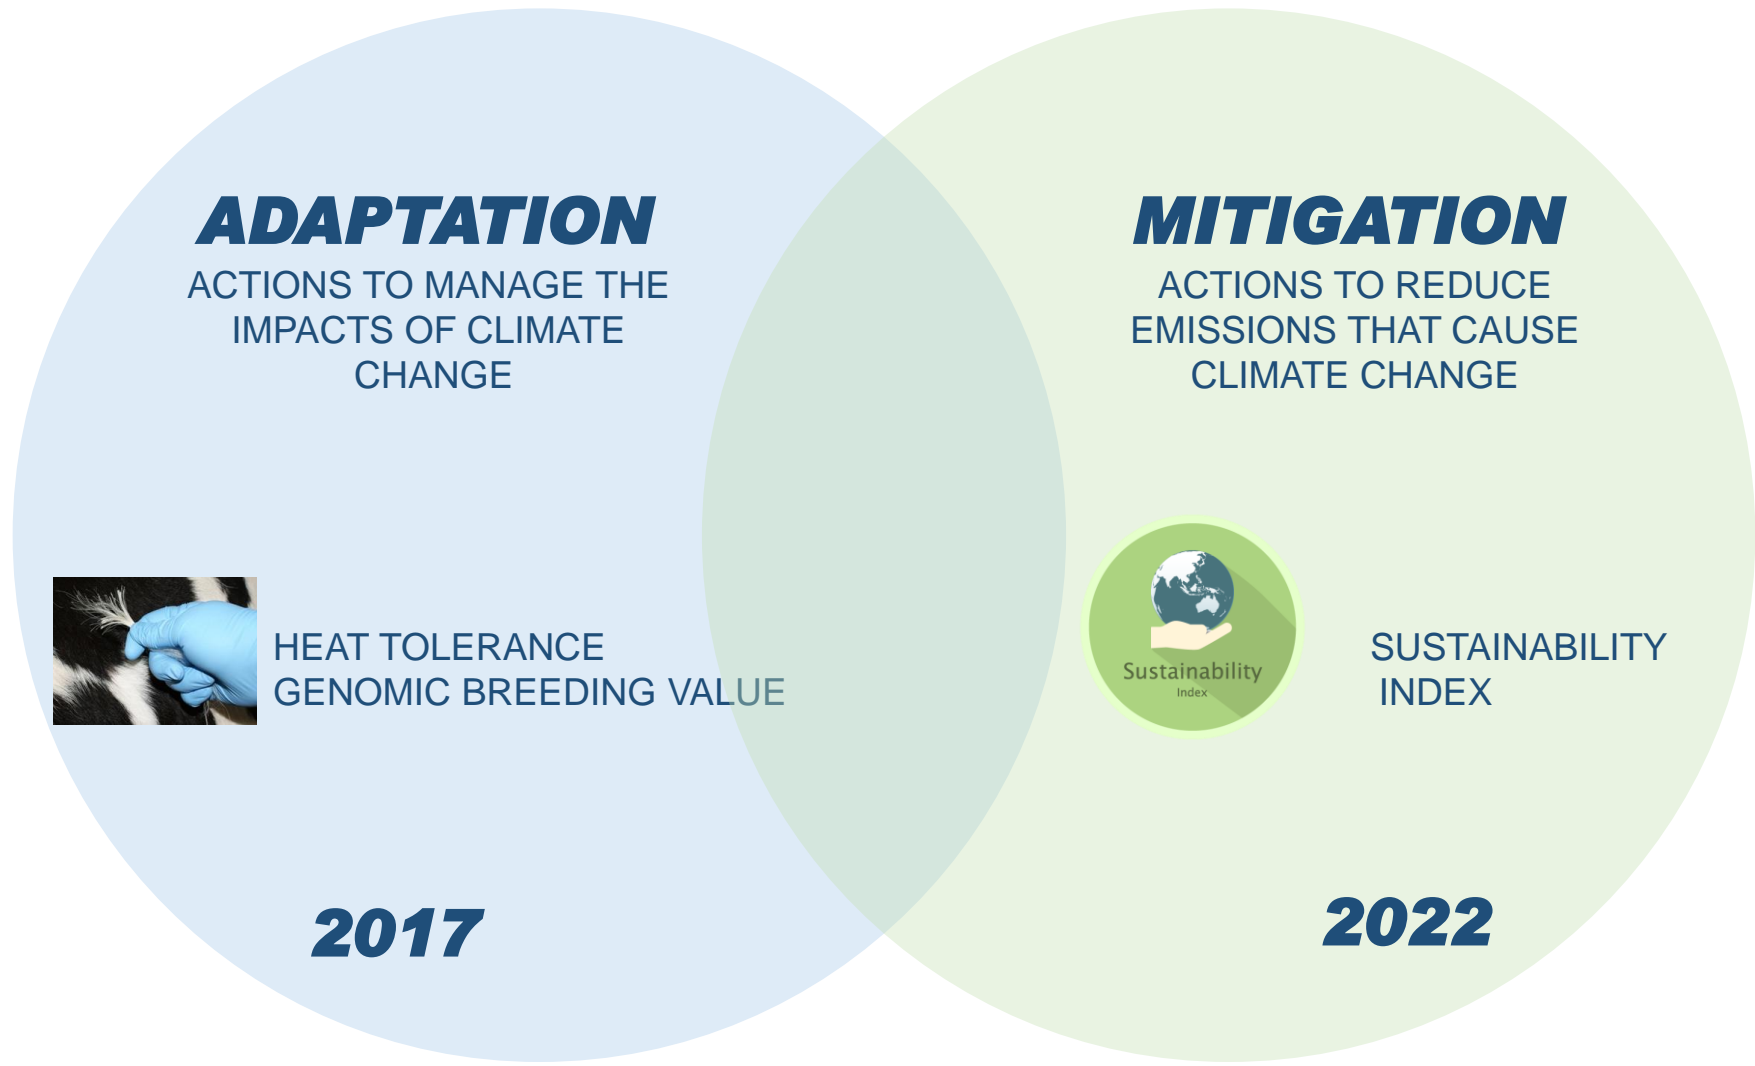 ADAPTATION
ACTIONS TO MANAGE THE
IMPACTS OF CLIMATE
CHANGE
HEAT TOLERANCE
GENOMIC BREEDING VALUE
2017
MITIGATION
ACTIONS TO REDUCE
EMISSIONS THAT CAUSE
CLIMATE CHANGE
Sustainability
Index
SUSTAINABILITY
INDEX
2022